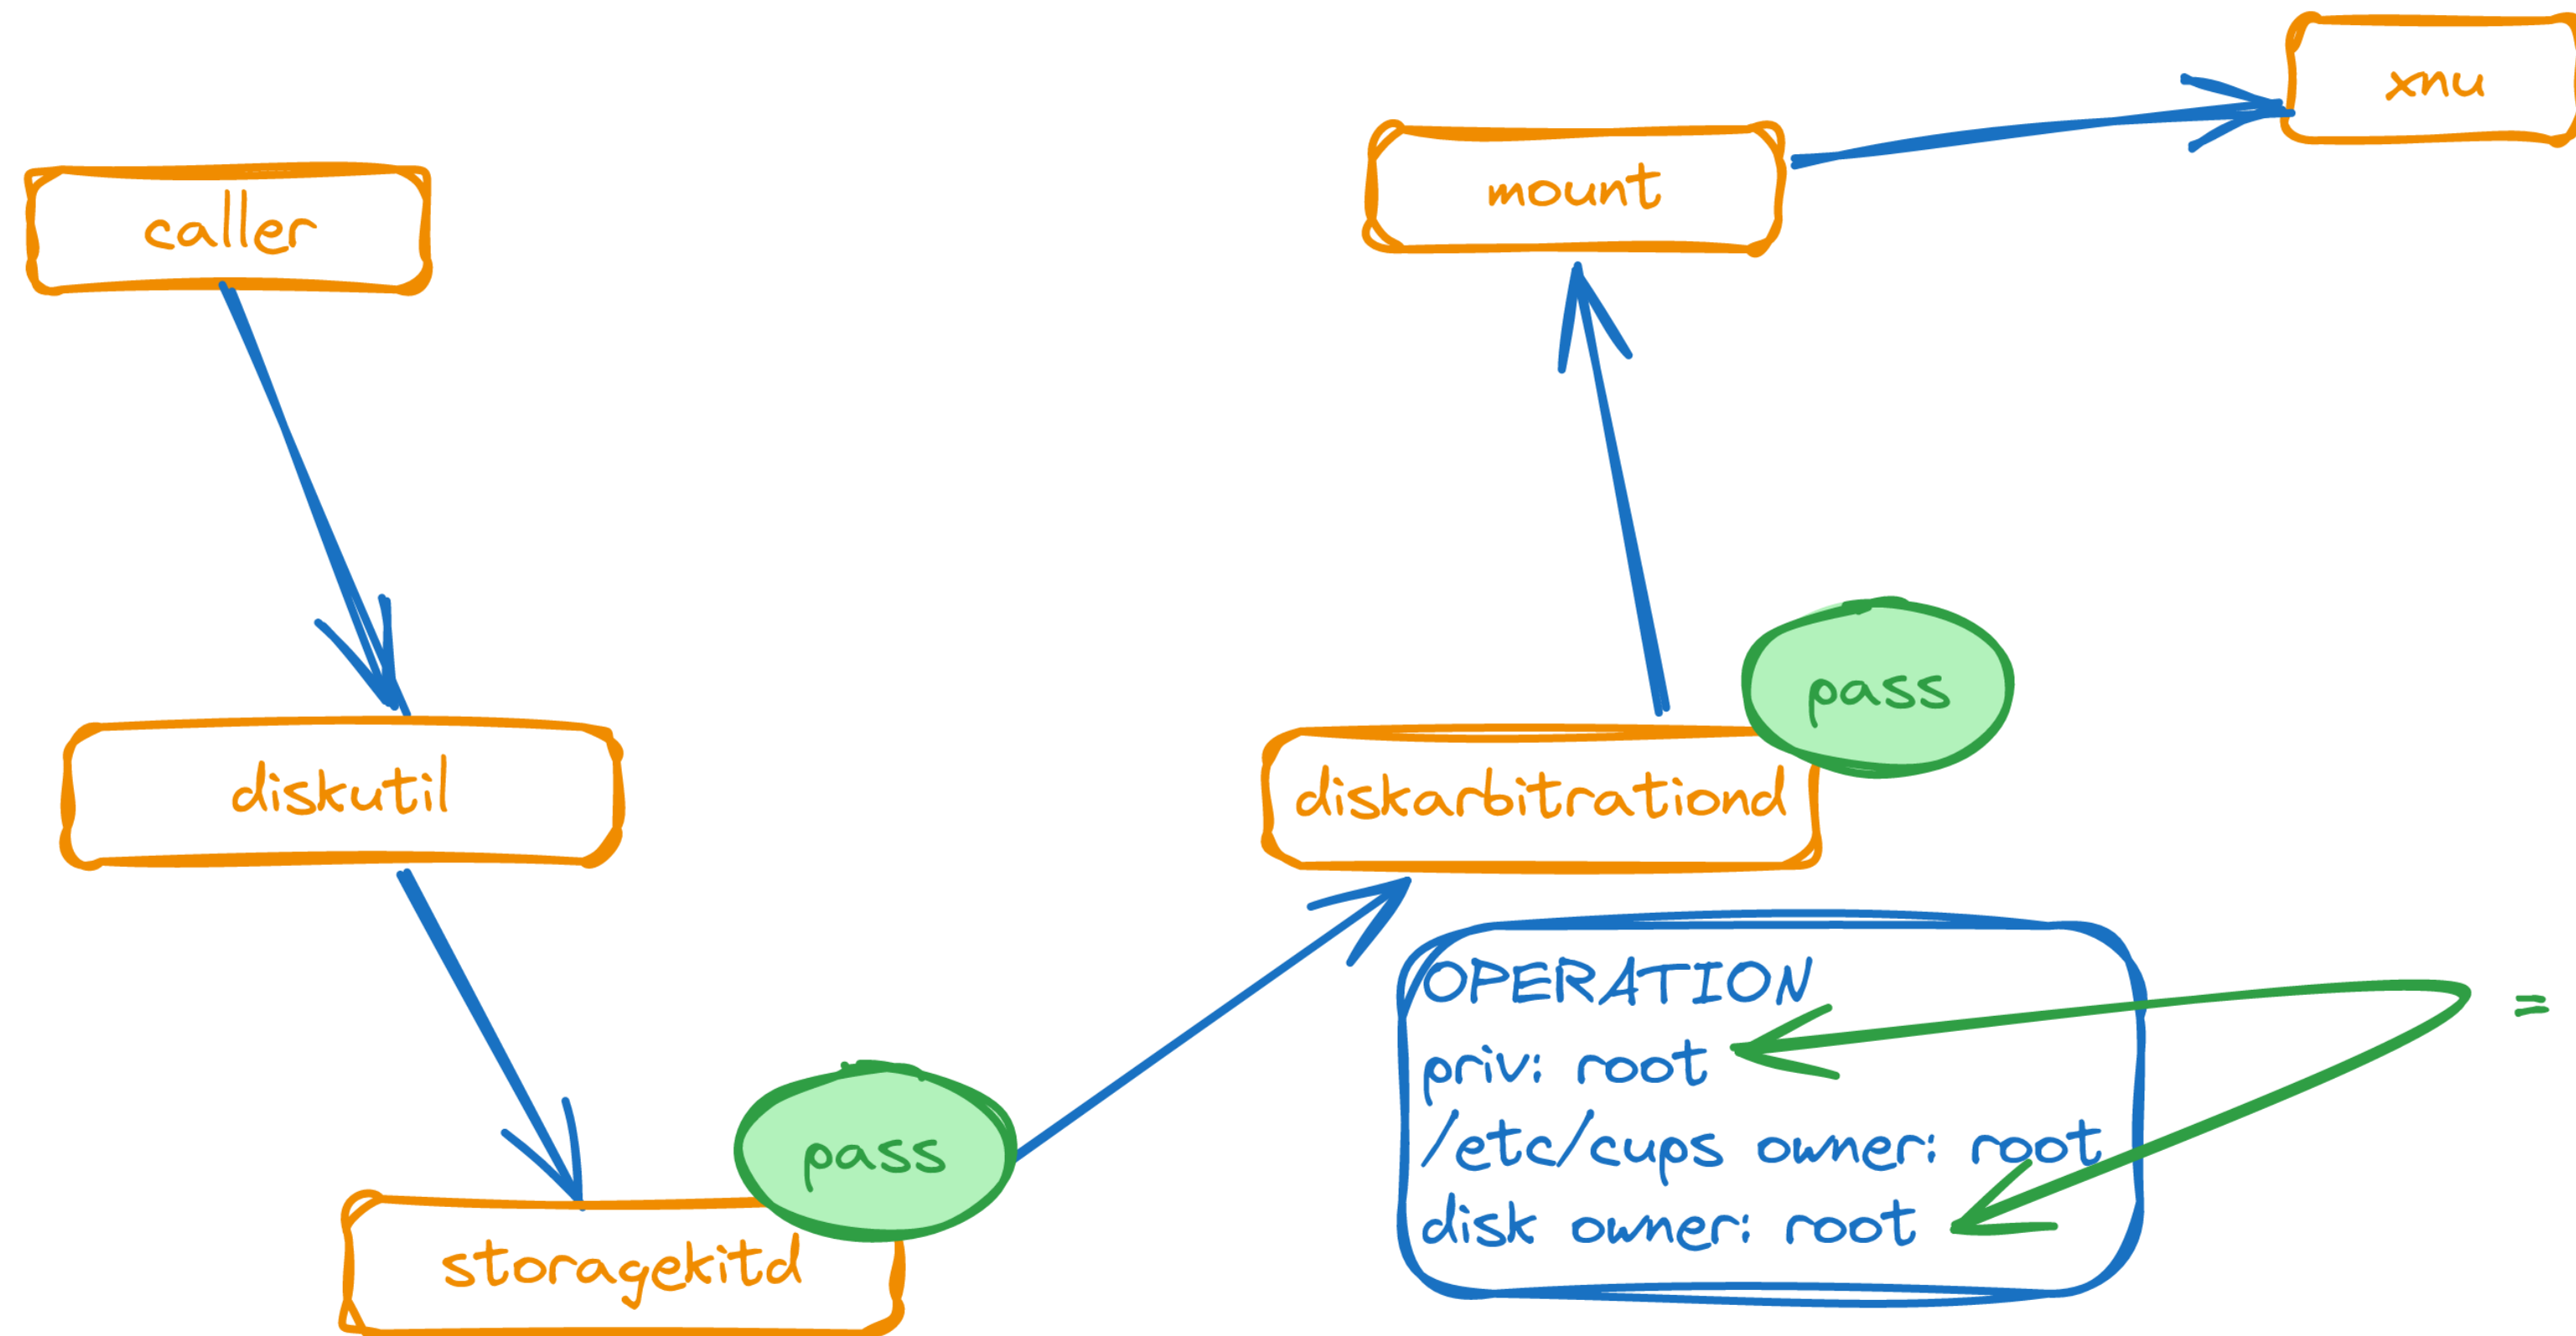 xnu
mount
caller
pass
diskutil
diskarbitrationd
OPERATION
priv: root
/etc/cups owner: root
disk owner: root
=
pass
storagekitd